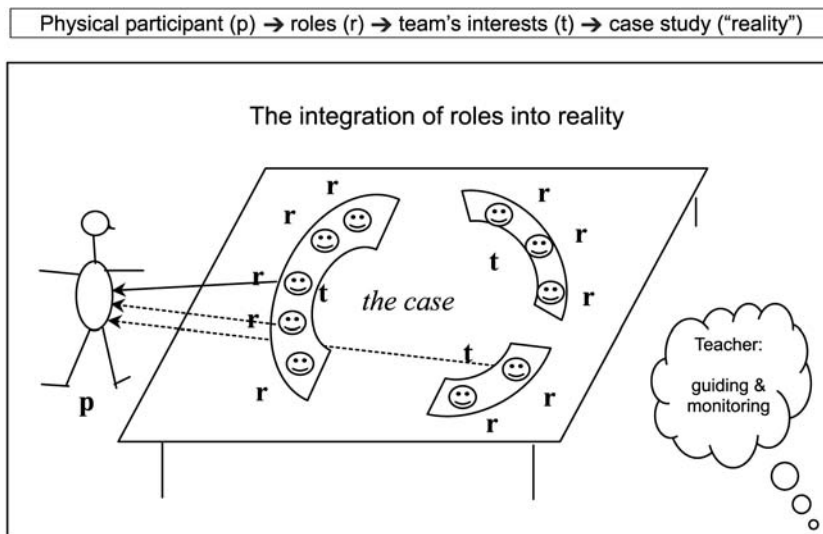 Physical participant (p) → roles (r) → team’s interests (t) → case study (“reality”)
The integration of roles into reality
r
r
r
r
r
t
the case
r
r
r
t
t
r
r
p
Teacher:
guiding &
monitoring